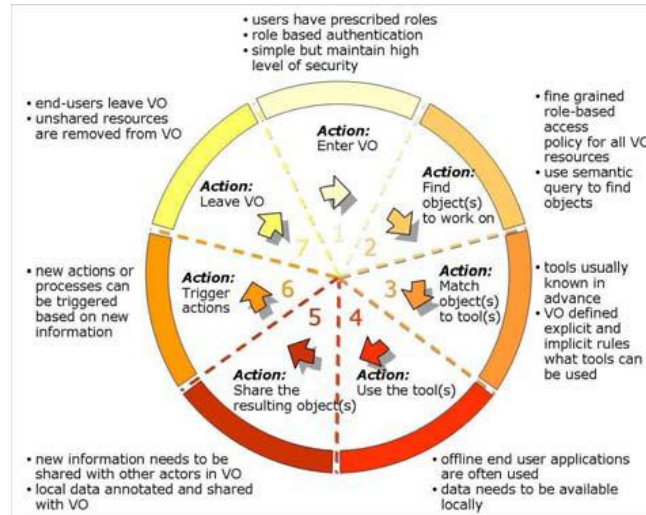 • users have prescribed roles
• role based authentication
• simple but maintain high
level of security
• end-users leave VO
• unshared resources
are removed from VO
• fine grained
role-based
access
policy for all VO
resources
• use semantic
query to find
objects
Action:
Enter VO
Action:
Leave VO
Action:
Find
object(s)
to work on
1
2
7
• new actions or
processes can
be triggered
based on new
information
Action:
Trigger
actions
6
3
Action:
Match
object(s)
to tool(s)
• tools usually
known in
advance
• VO defined
explicit and
implicit rules
what tools can
be used
5
4
Action:
Share the
resulting object(s)
Action:
Use the tool(s)
• new information needs to be
shared with other actors in VO
• local data annotated and shared
with VO
• offline end user applications
are often used
• data needs to be available
locally